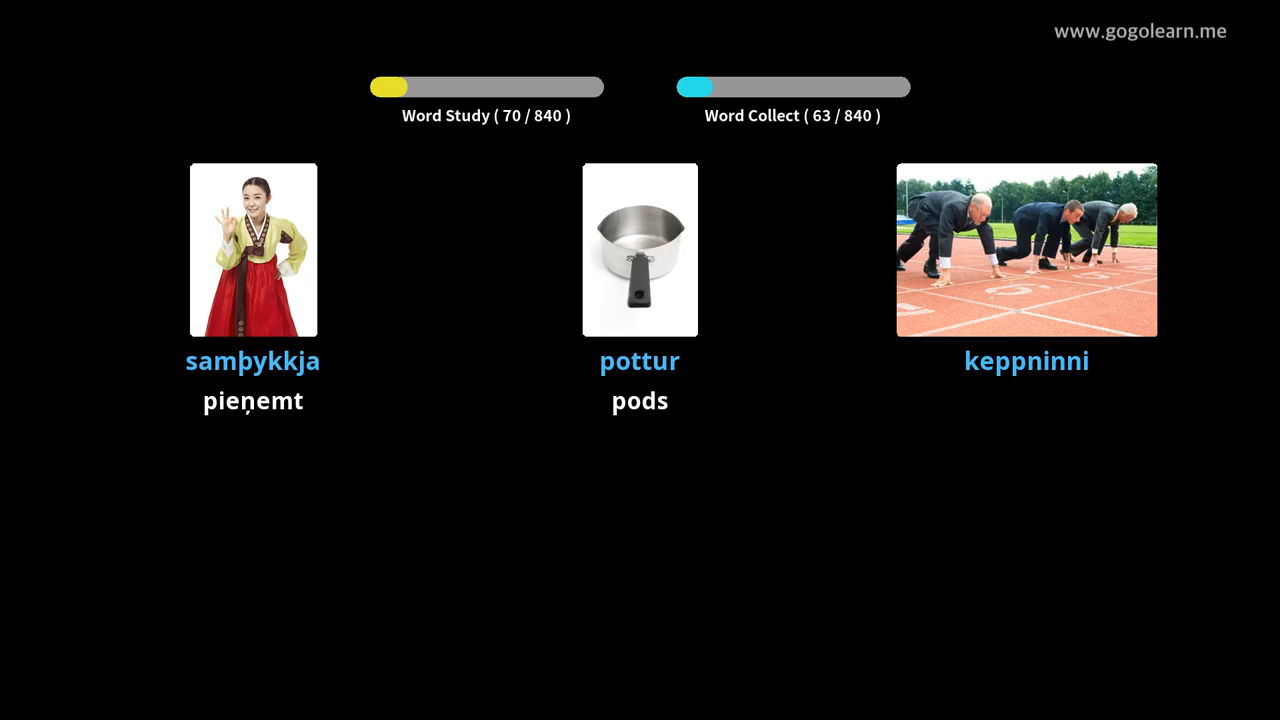 www.gogolearn.me
Word Study ( 70 / 840 )
Word Collect ( 63 / 840 )
samþykkja
pottur
keppninni
pieņemt
pods